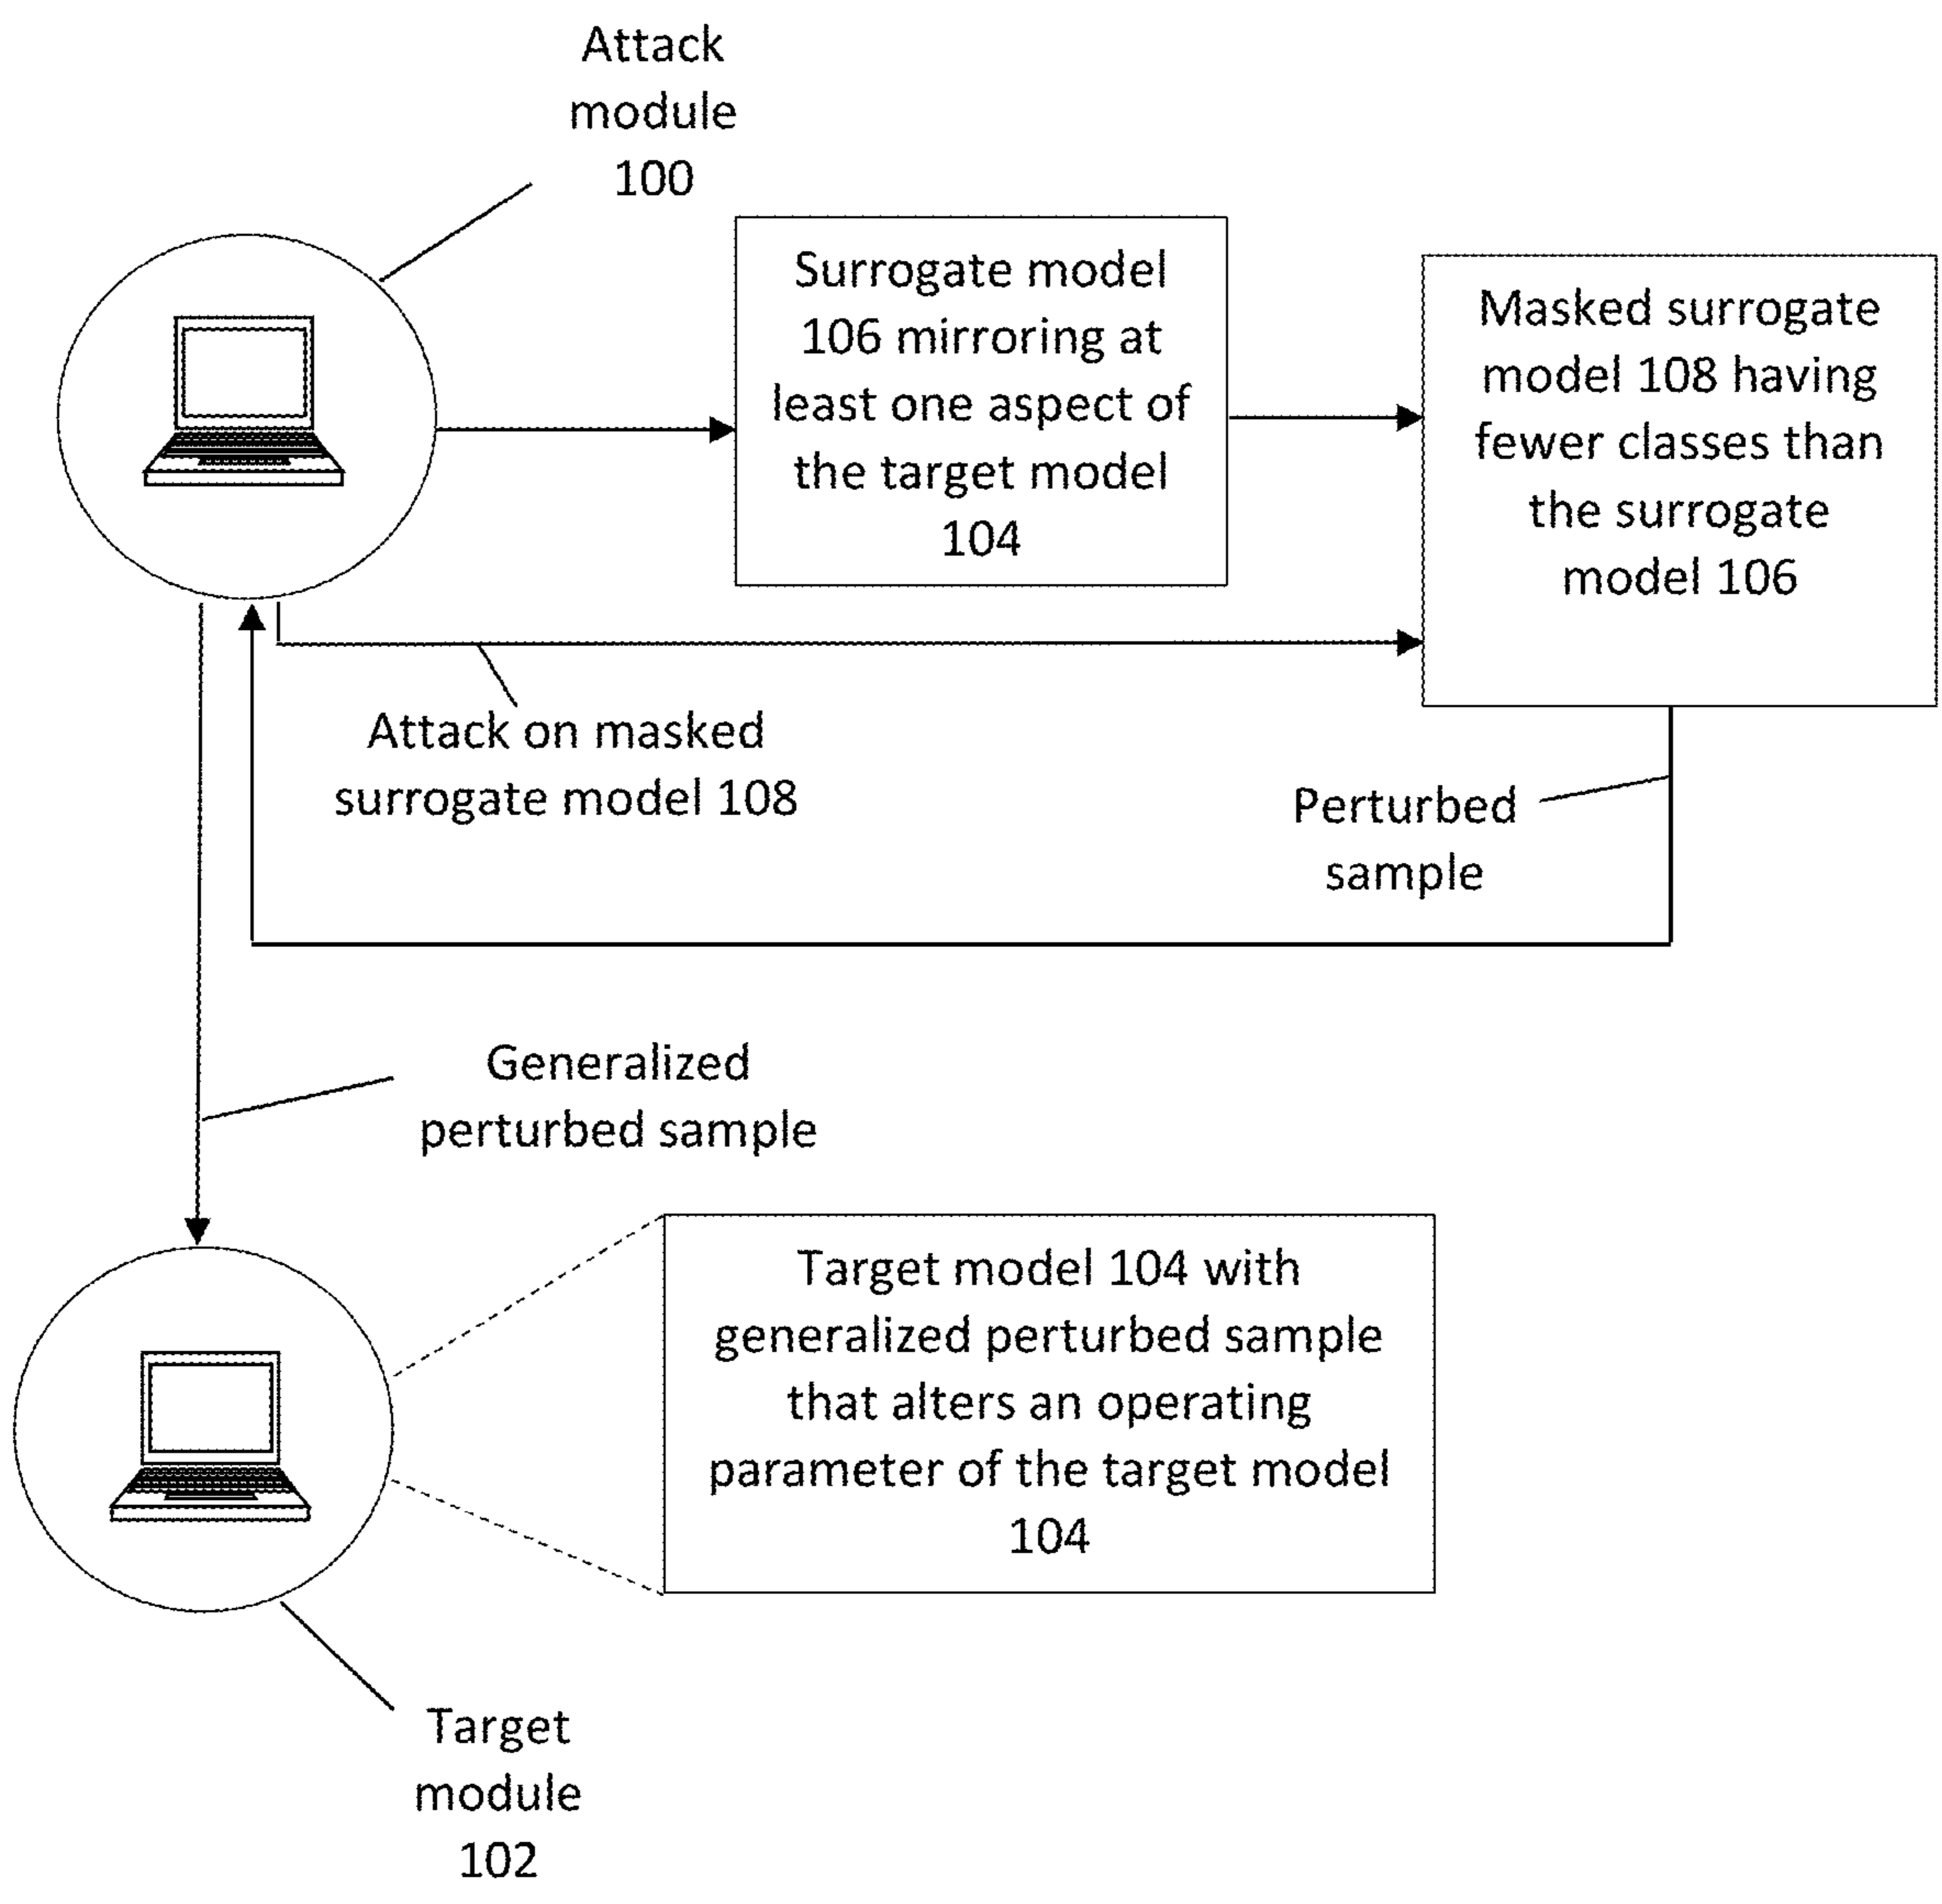 Attack
module
100
Surrogate model
106 mirroring at
least one aspect of
the target model
104
Masked surrogate
model 108 having
fewer classes than
the surrogate
model 106
Attack on masked
surrogate model 108
Perturbed
sample
Generalized
perturbed sample
Target model 104 with
generalized perturbed sample
that alters an operating
parameter of the target model
104
Target
module
102